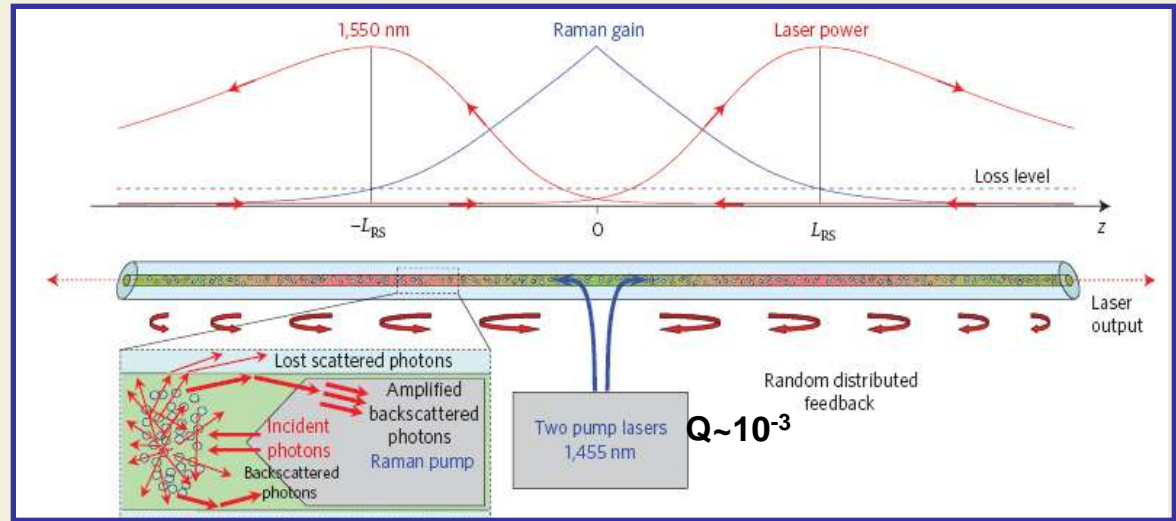 1,550 nm
Raman gain
Laser power
Loss level
−L_RS
0
L_RS
z
Laser
output
Lost scattered photons
Amplified
backscattered
photons
Raman pump
Incident
photons
Backscattered
photons
Two pump lasers
1,455 nm
Q~10⁻³
Random distributed
feedback